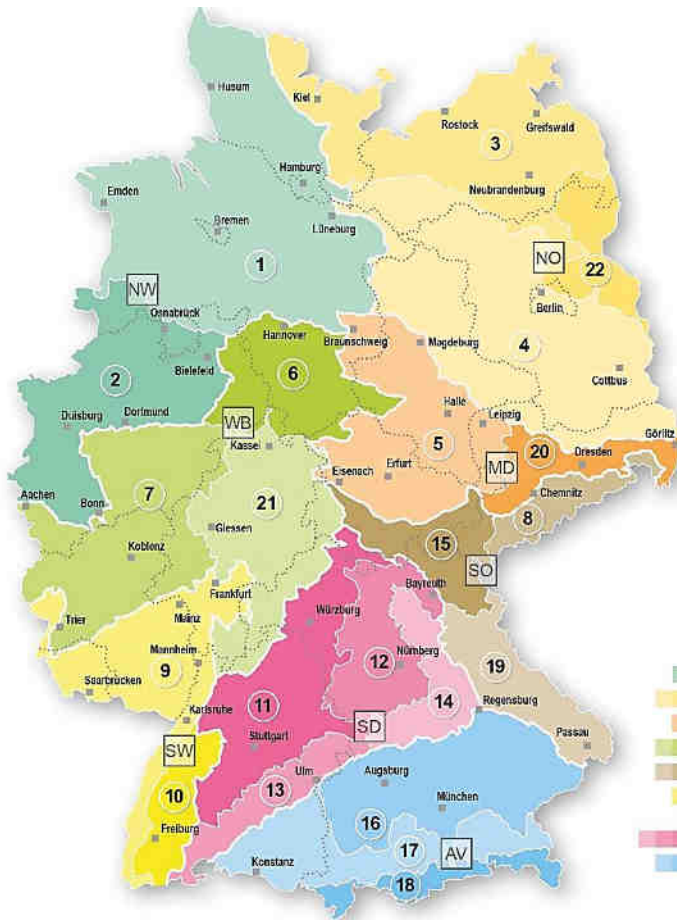 Husum
Kiel
Rostock
Greifswald
3
Hamburg
Neubrandenburg
Emden
Bremen
Lüneburg
1
NO
22
NW
Berlin
Osnabrück
Hannover
Braunschweig
Magdeburg
4
2
Bielefeld
6
Cottbus
Duisburg
Dortmund
WB
Halle
Leipzig
Görlitz
Kassel
5
20
Dresden
Eisenach
Erfurt
MD
Aachen
Bonn
7
21
Chemnitz
8
Giessen
15
Koblenz
SO
Frankfurt
Bayreuth
Mainz
Würzburg
Trier
Mannheim
12
Nürnberg
19
9
Saarbrücken
11
14
Regensburg
Karlsruhe
SD
Passau
Stuttgart
SW
Ulm
Augsburg
10
13
München
16
Freiburg
17
AV
Konstanz
18